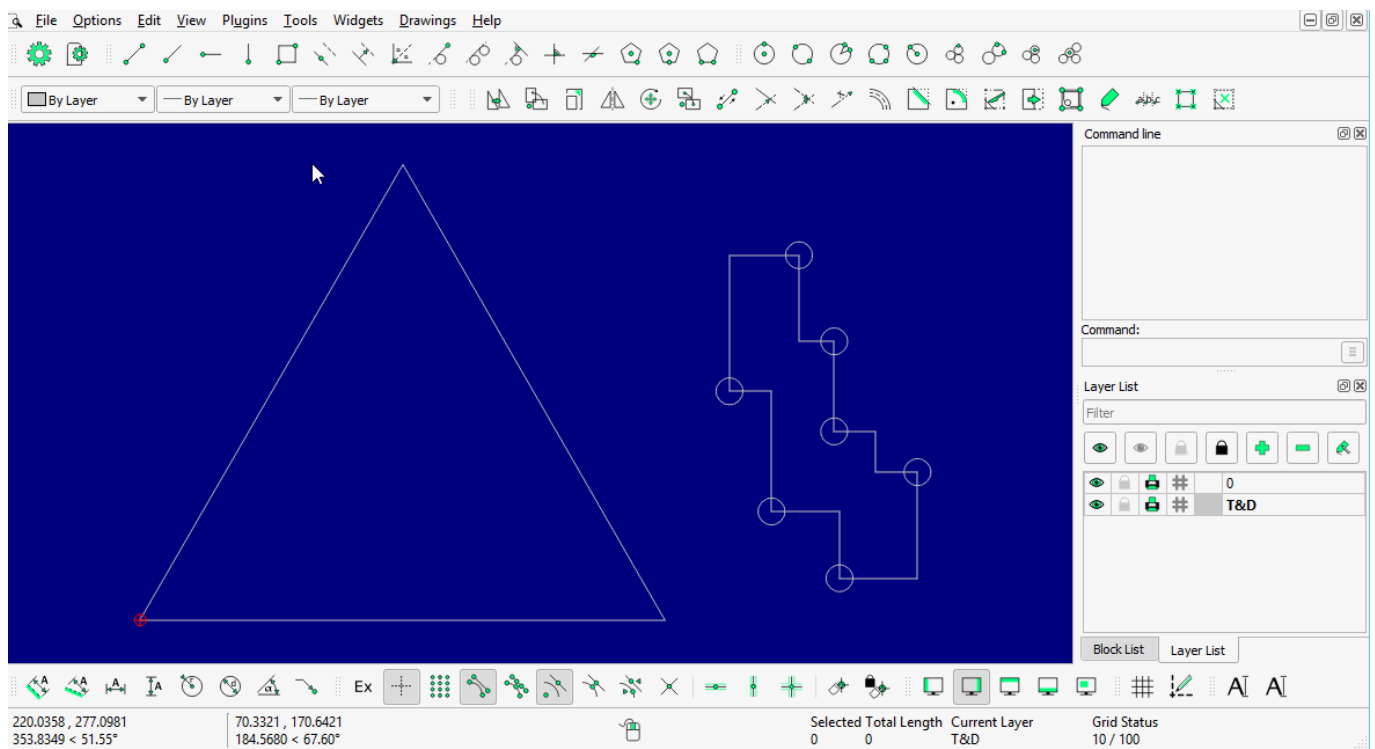 File Options Edit View Plugins Tools Widgets Drawings Help
By Layer By Layer By Layer
Command line
Command:
Layer List
Filter
0
T&D
Block List Layer List
Ex
220.0358 , 277.0981 70.3321 , 170.6421 Selected Total Length Current Layer Grid Status
353.8349 < 51.55° 184.5680 < 67.60° 0 0 T&D 10 / 100